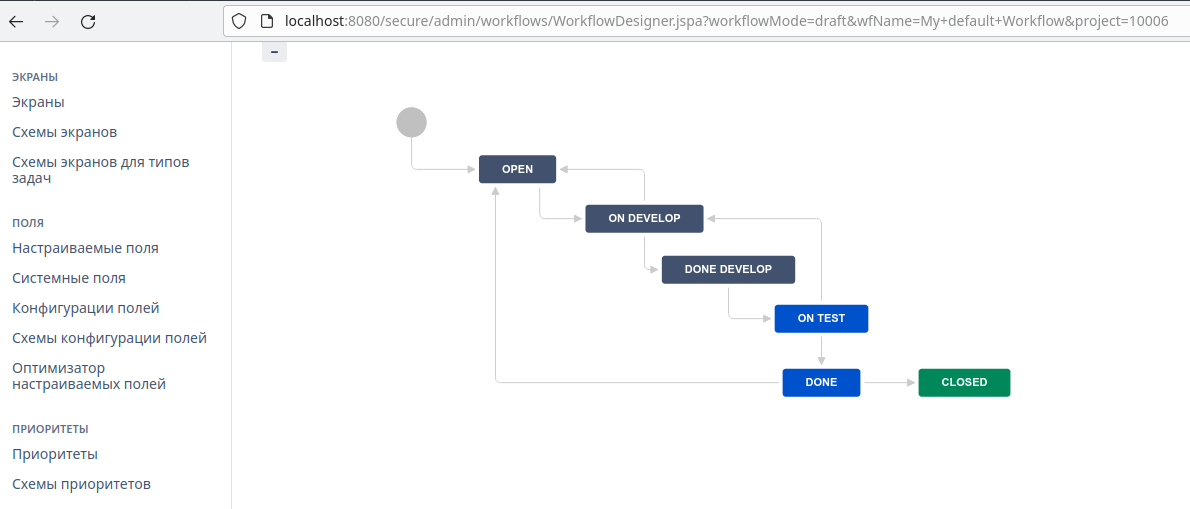 localhost:8080/secure/admin/workflows/WorkflowDesigner.jspa?workflowMode=draft&wfName=My+default+Workflow&project=10006
–
ЭКРАНЫ
Экраны
Схемы экранов
Схемы экранов для типов
задач
ПОЛЯ
Настраиваемые поля
Системные поля
Конфигурации полей
Схемы конфигурации полей
Оптимизатор
настраиваемых полей
ПРИОРИТЕТЫ
Приоритеты
Схемы приоритетов
OPEN
ON DEVELOP
DONE DEVELOP
ON TEST
DONE
CLOSED